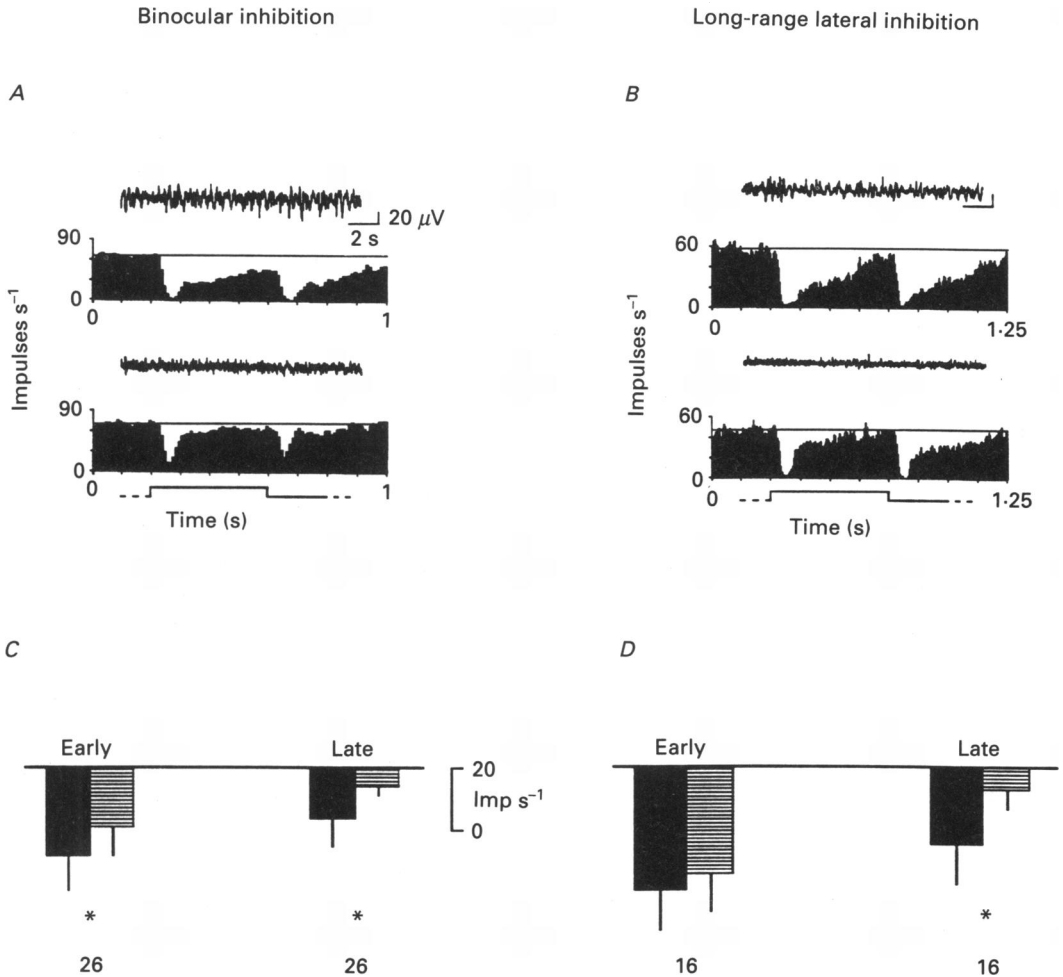 Binocular inhibition
Long-range lateral inhibition
A
B
20 μV
2 s
90
0
0
1
60
0
0
1·25
Impulses s⁻¹
Impulses s⁻¹
90
0
0
1
60
0
0
1·25
Time (s)
Time (s)
C
D
Early
Late
20
Imp s⁻¹
0
Early
Late
*
*
*
26
26
16
16